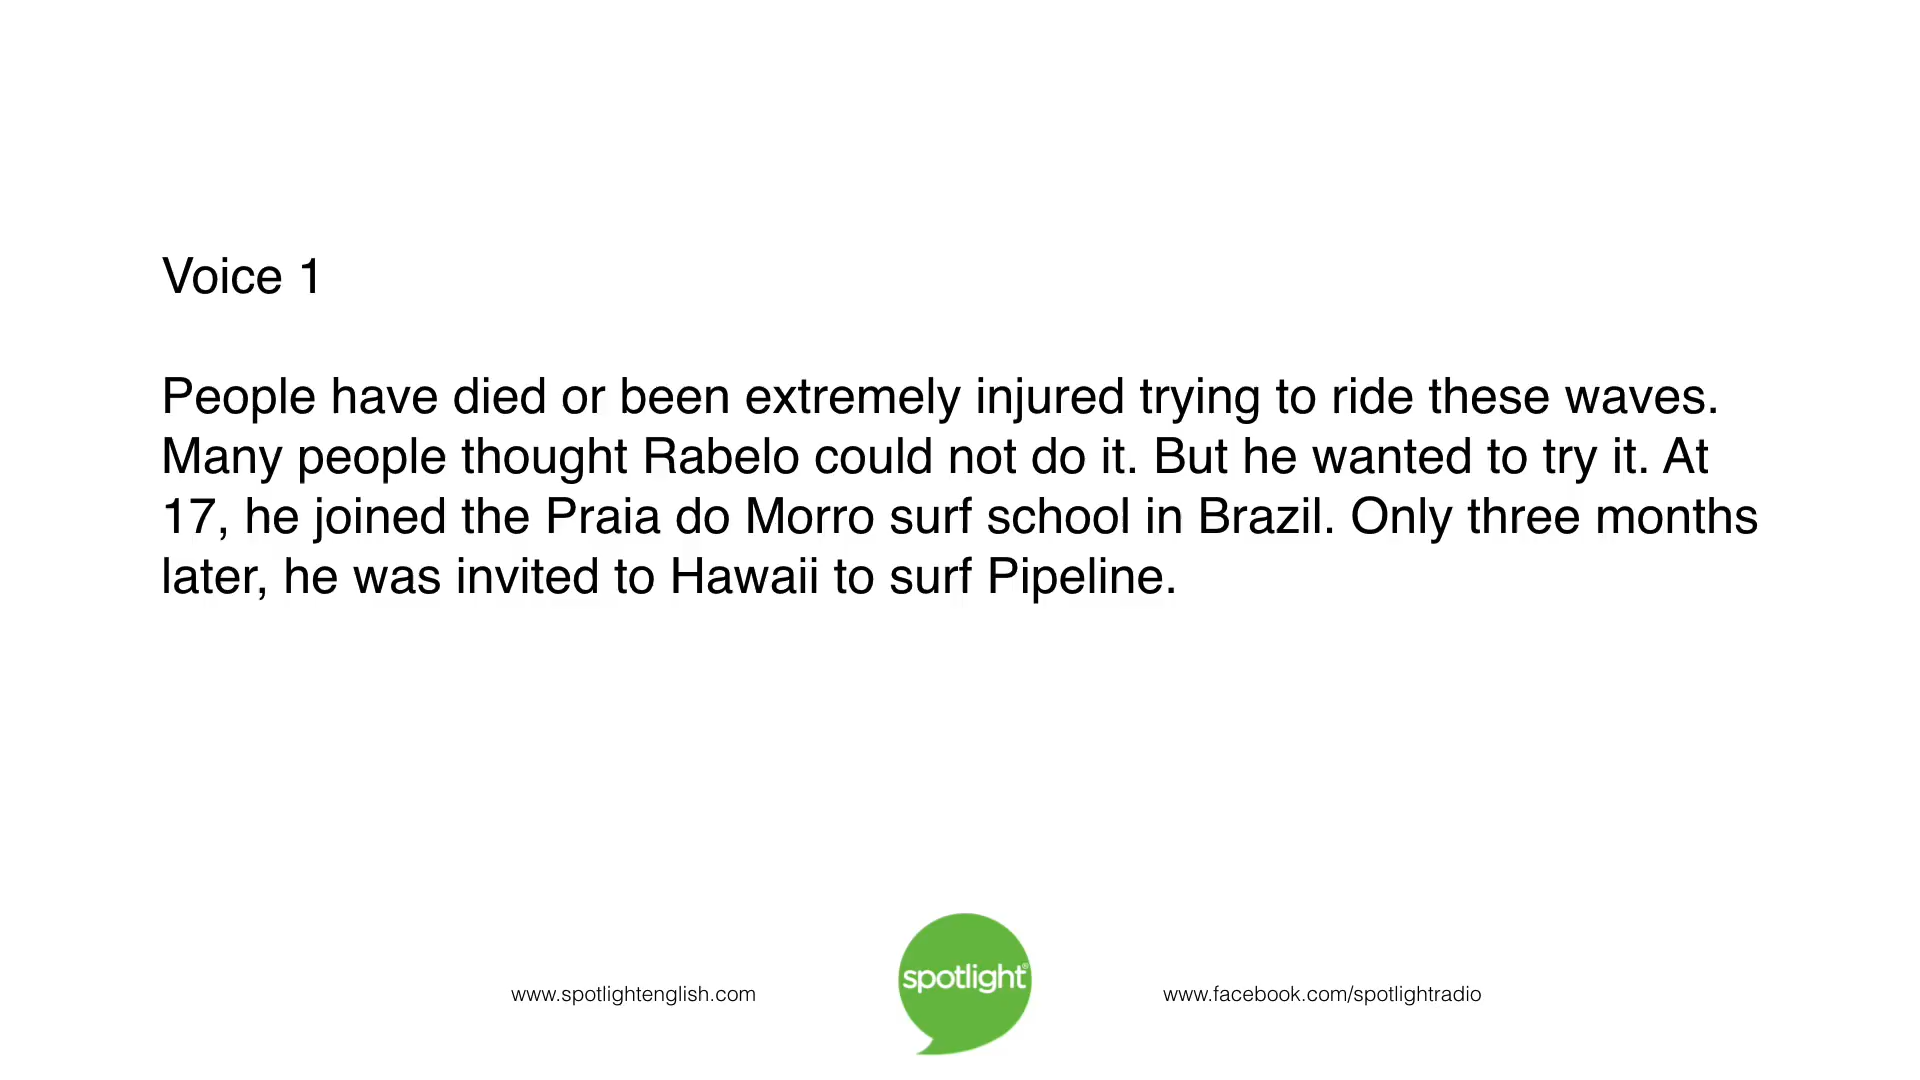 Voice 1
People have died or been extremely injured trying to ride these waves.
Many people thought Rabelo could not do it. But he wanted to try it. At
17, he joined the Praia do Morro surf school in Brazil. Only three months
later, he was invited to Hawaii to surf Pipeline.
www.spotlightenglish.com
spotlight®
www.facebook.com/spotlightradio